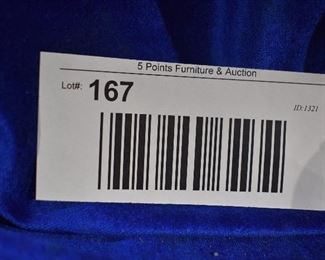 5 Points Furniture & Auction
Lot#: 167
ID:1321